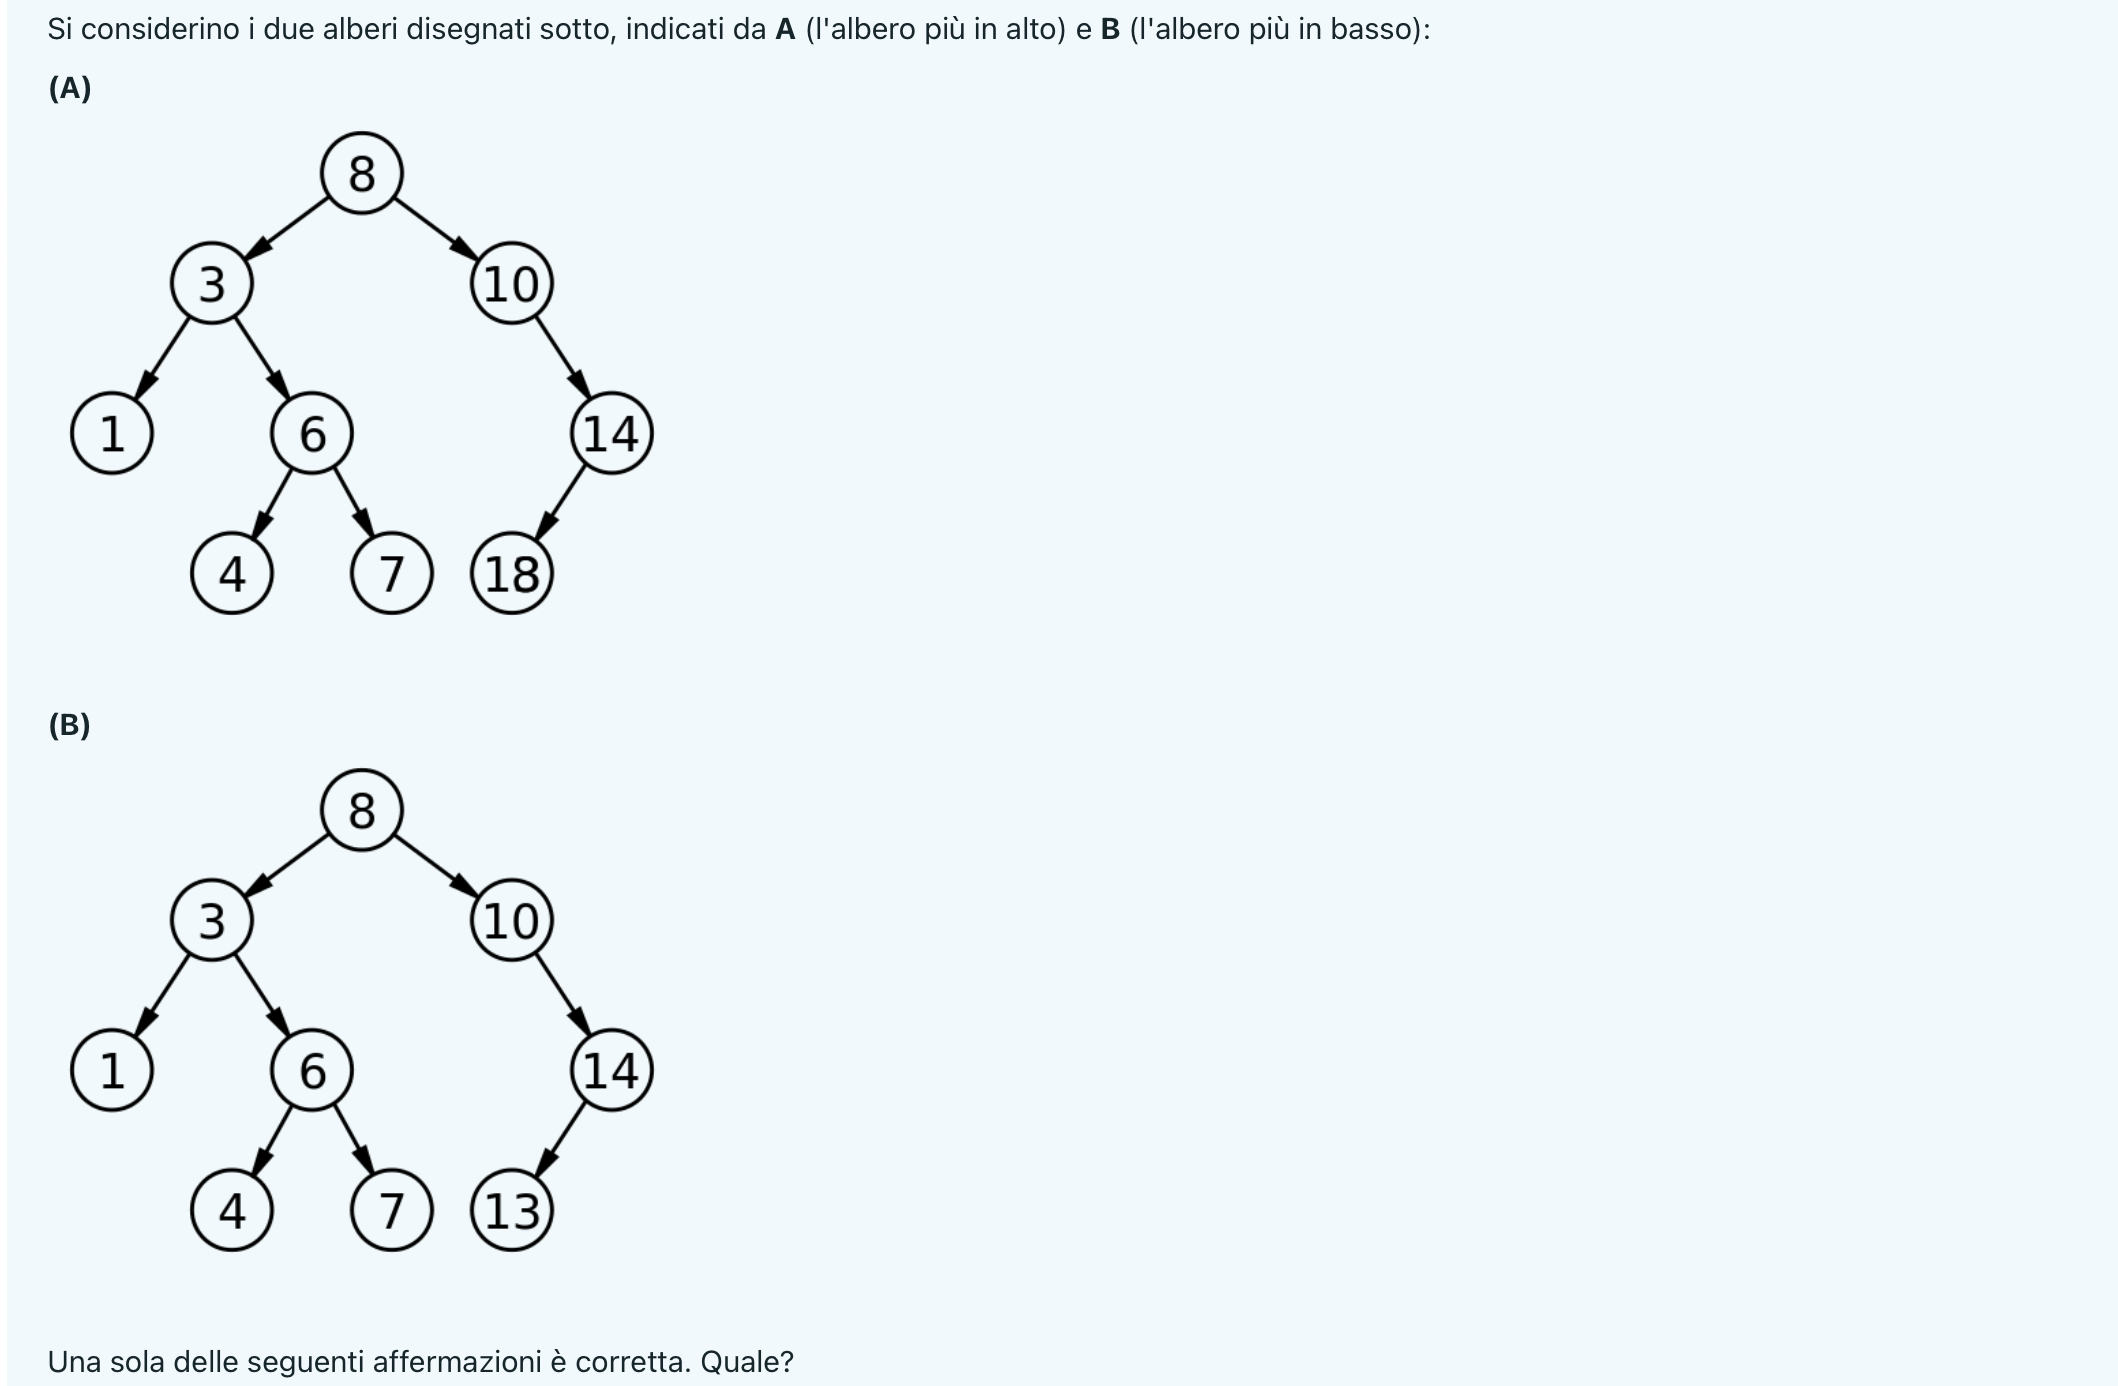 Si considerino i due alberi disegnati sotto, indicati da A (l'albero più in alto) e B (l'albero più in basso):
(A)
8
3 10
1 6 14
4 7 18
(B)
8
3 10
1 6 14
4 7 13
Una sola delle seguenti affermazioni è corretta. Quale?